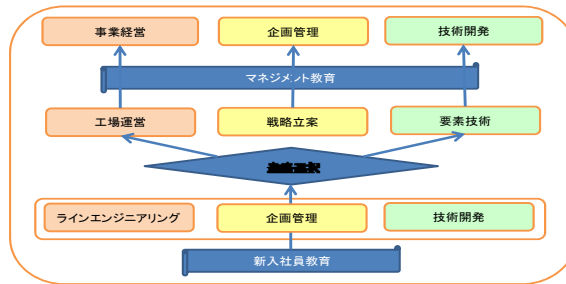 事業経営
企画管理
技術開発
マネジメント教育
工場運営
戦略立案
要素技術
ラインエンジニアリング
企画管理
技術開発
新入社員教育